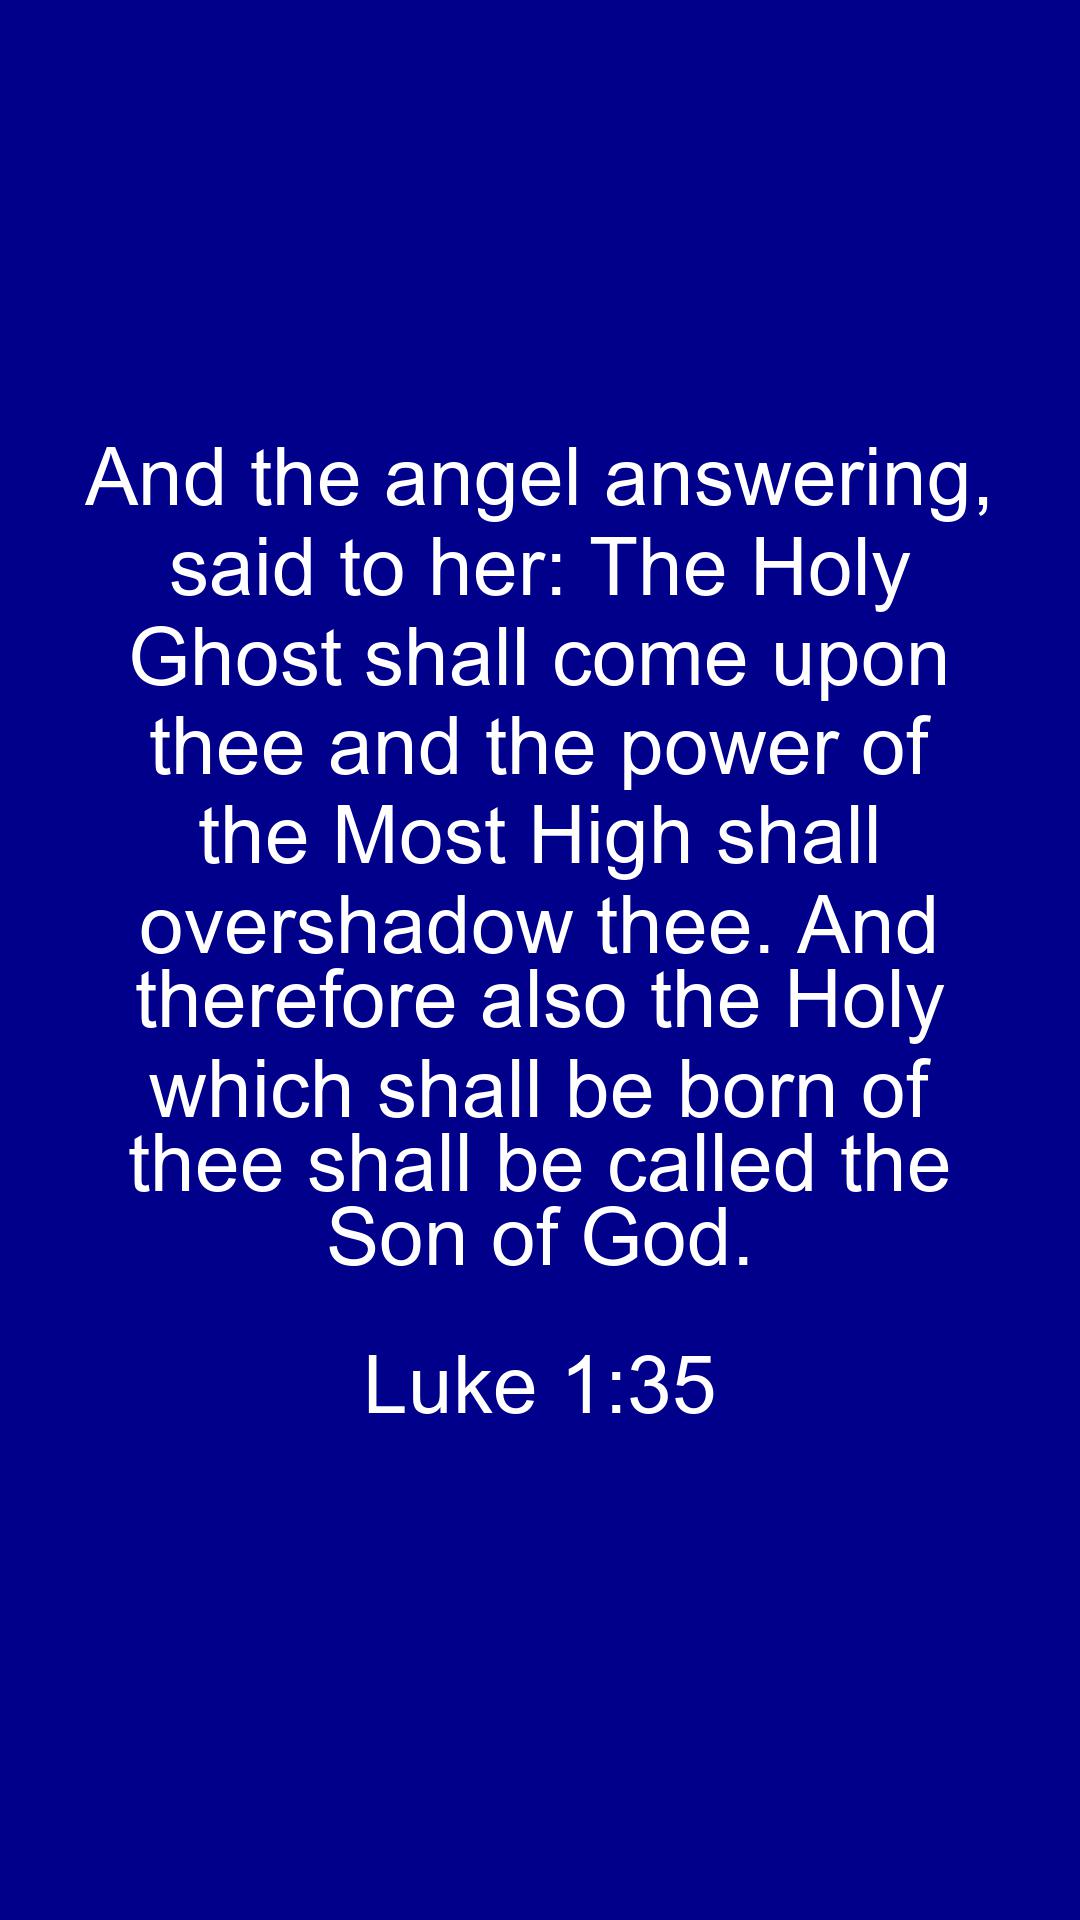 And the angel answering,
said to her: The Holy
Ghost shall come upon
thee and the power of
the Most High shall
overshadow thee. And
therefore also the Holy
which shall be born of
thee shall be called the
Son of God.
Luke 1:35